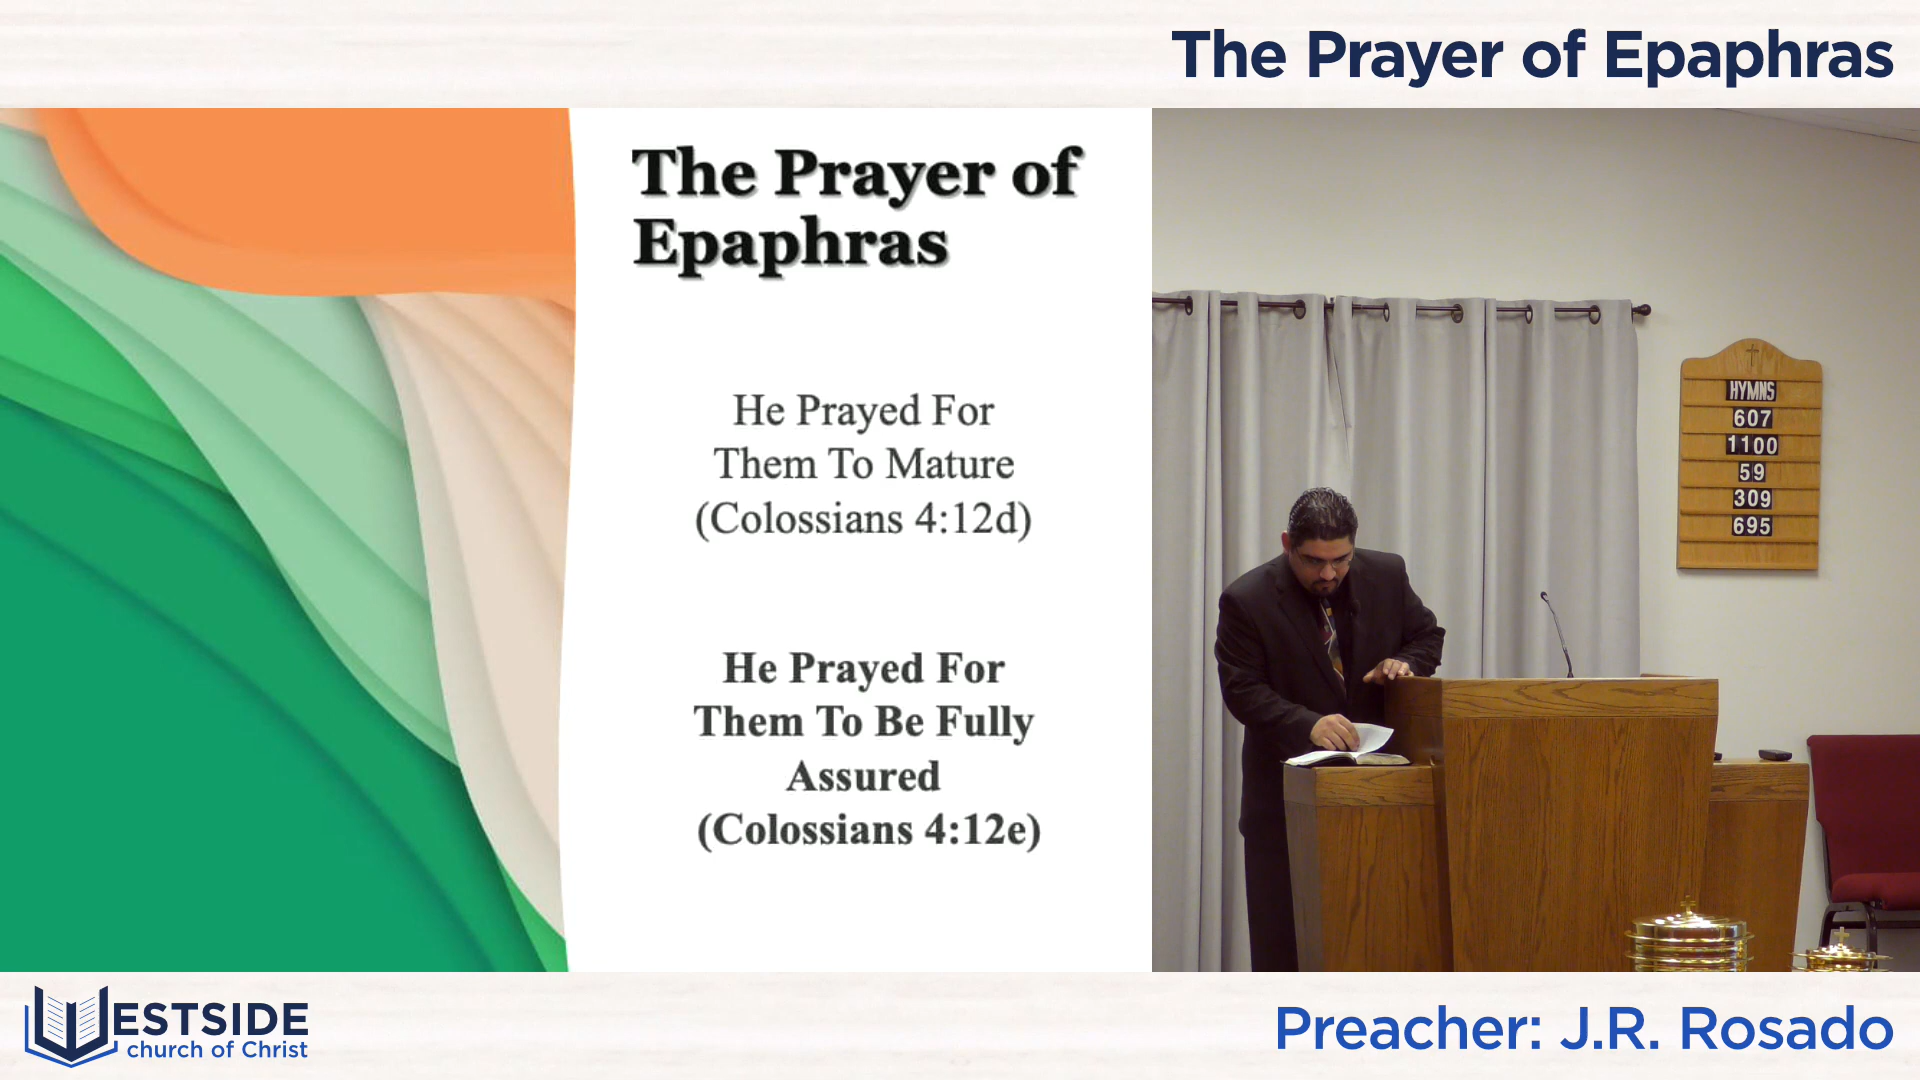 The Prayer of Epaphras
The Prayer of
Epaphras
He Prayed For
Them To Mature
(Colossians 4:12d)
He Prayed For
Them To Be Fully
Assured
(Colossians 4:12e)
HYMNS
607
1100
59
309
695
WESTSIDE
church of Christ
Preacher: J.R. Rosado